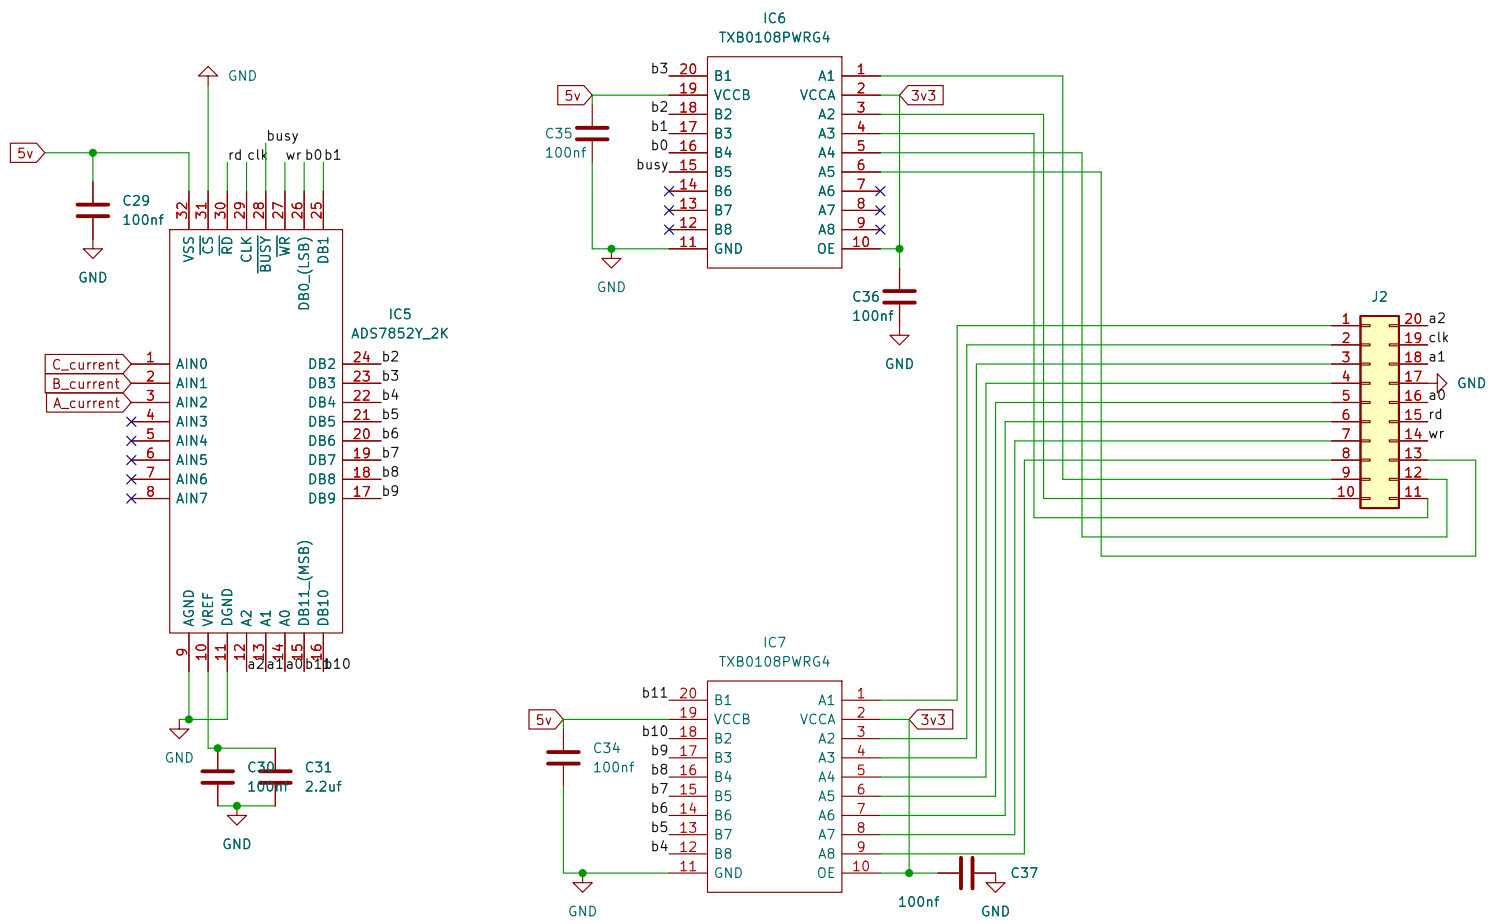 GND
5v
busy
rd clk wr b0 b1
C29
100nf
GND
32 31 30 29 28 27 26 25
VSS CS RD CLK BUSY WR DB0_(LSB) DB1
IC5
ADS7852Y_2K
C_current 1 AIN0 DB2 24 b2
B_current 2 AIN1 DB3 23 b3
A_current 3 AIN2 DB4 22 b4
4 AIN3 DB5 21 b5
5 AIN4 DB6 20 b6
6 AIN5 DB7 19 b7
7 AIN6 DB8 18 b8
8 AIN7 DB9 17 b9
AGND VREF DGND A2 A1 A0 DB11_(MSB) DB10
9 10 11 12 13 14 15 16
a2 a1 a0 b11 b10
GND
C30
100nf
C31
2.2uf
GND
IC6
TXB0108PWRG4
b3 20 B1 A1 1
5v 19 VCCB VCCA 2 3v3
b2 18 B2 A2 3
b1 17 B3 A3 4
b0 16 B4 A4 5
busy 15 B5 A5 6
14 B6 A6 7
13 B7 A7 8
12 B8 A8 9
11 GND OE 10
C35
100nf
GND
C36
100nf
GND
J2
1 20 a2
2 19 clk
3 18 a1
4 17 GND
5 16 a0
6 15 rd
7 14 wr
8 13
9 12
10 11
IC7
TXB0108PWRG4
b11 20 B1 A1 1
5v 19 VCCB VCCA 2 3v3
b10 18 B2 A2 3
b9 17 B3 A3 4
b8 16 B4 A4 5
b7 15 B5 A5 6
b6 14 B6 A6 7
b5 13 B7 A7 8
b4 12 B8 A8 9
11 GND OE 10
C34
100nf
GND
C37
100nf
GND